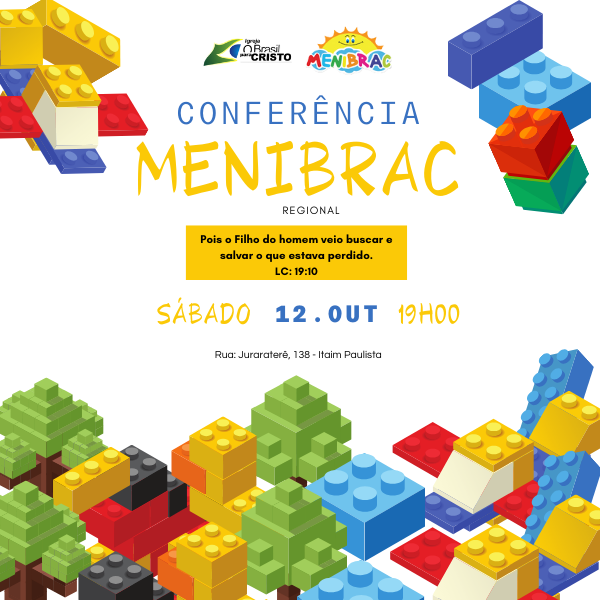 Igreja
O Brasil
para CRISTO
MENIBRAC
CONFERÊNCIA
MENIBRAC
REGIONAL
Pois o Filho do homem veio buscar e
salvar o que estava perdido.
LC: 19:10
SÁBADO 12.OUT 19H00
Rua: Juraraterê, 138 - Itaim Paulista